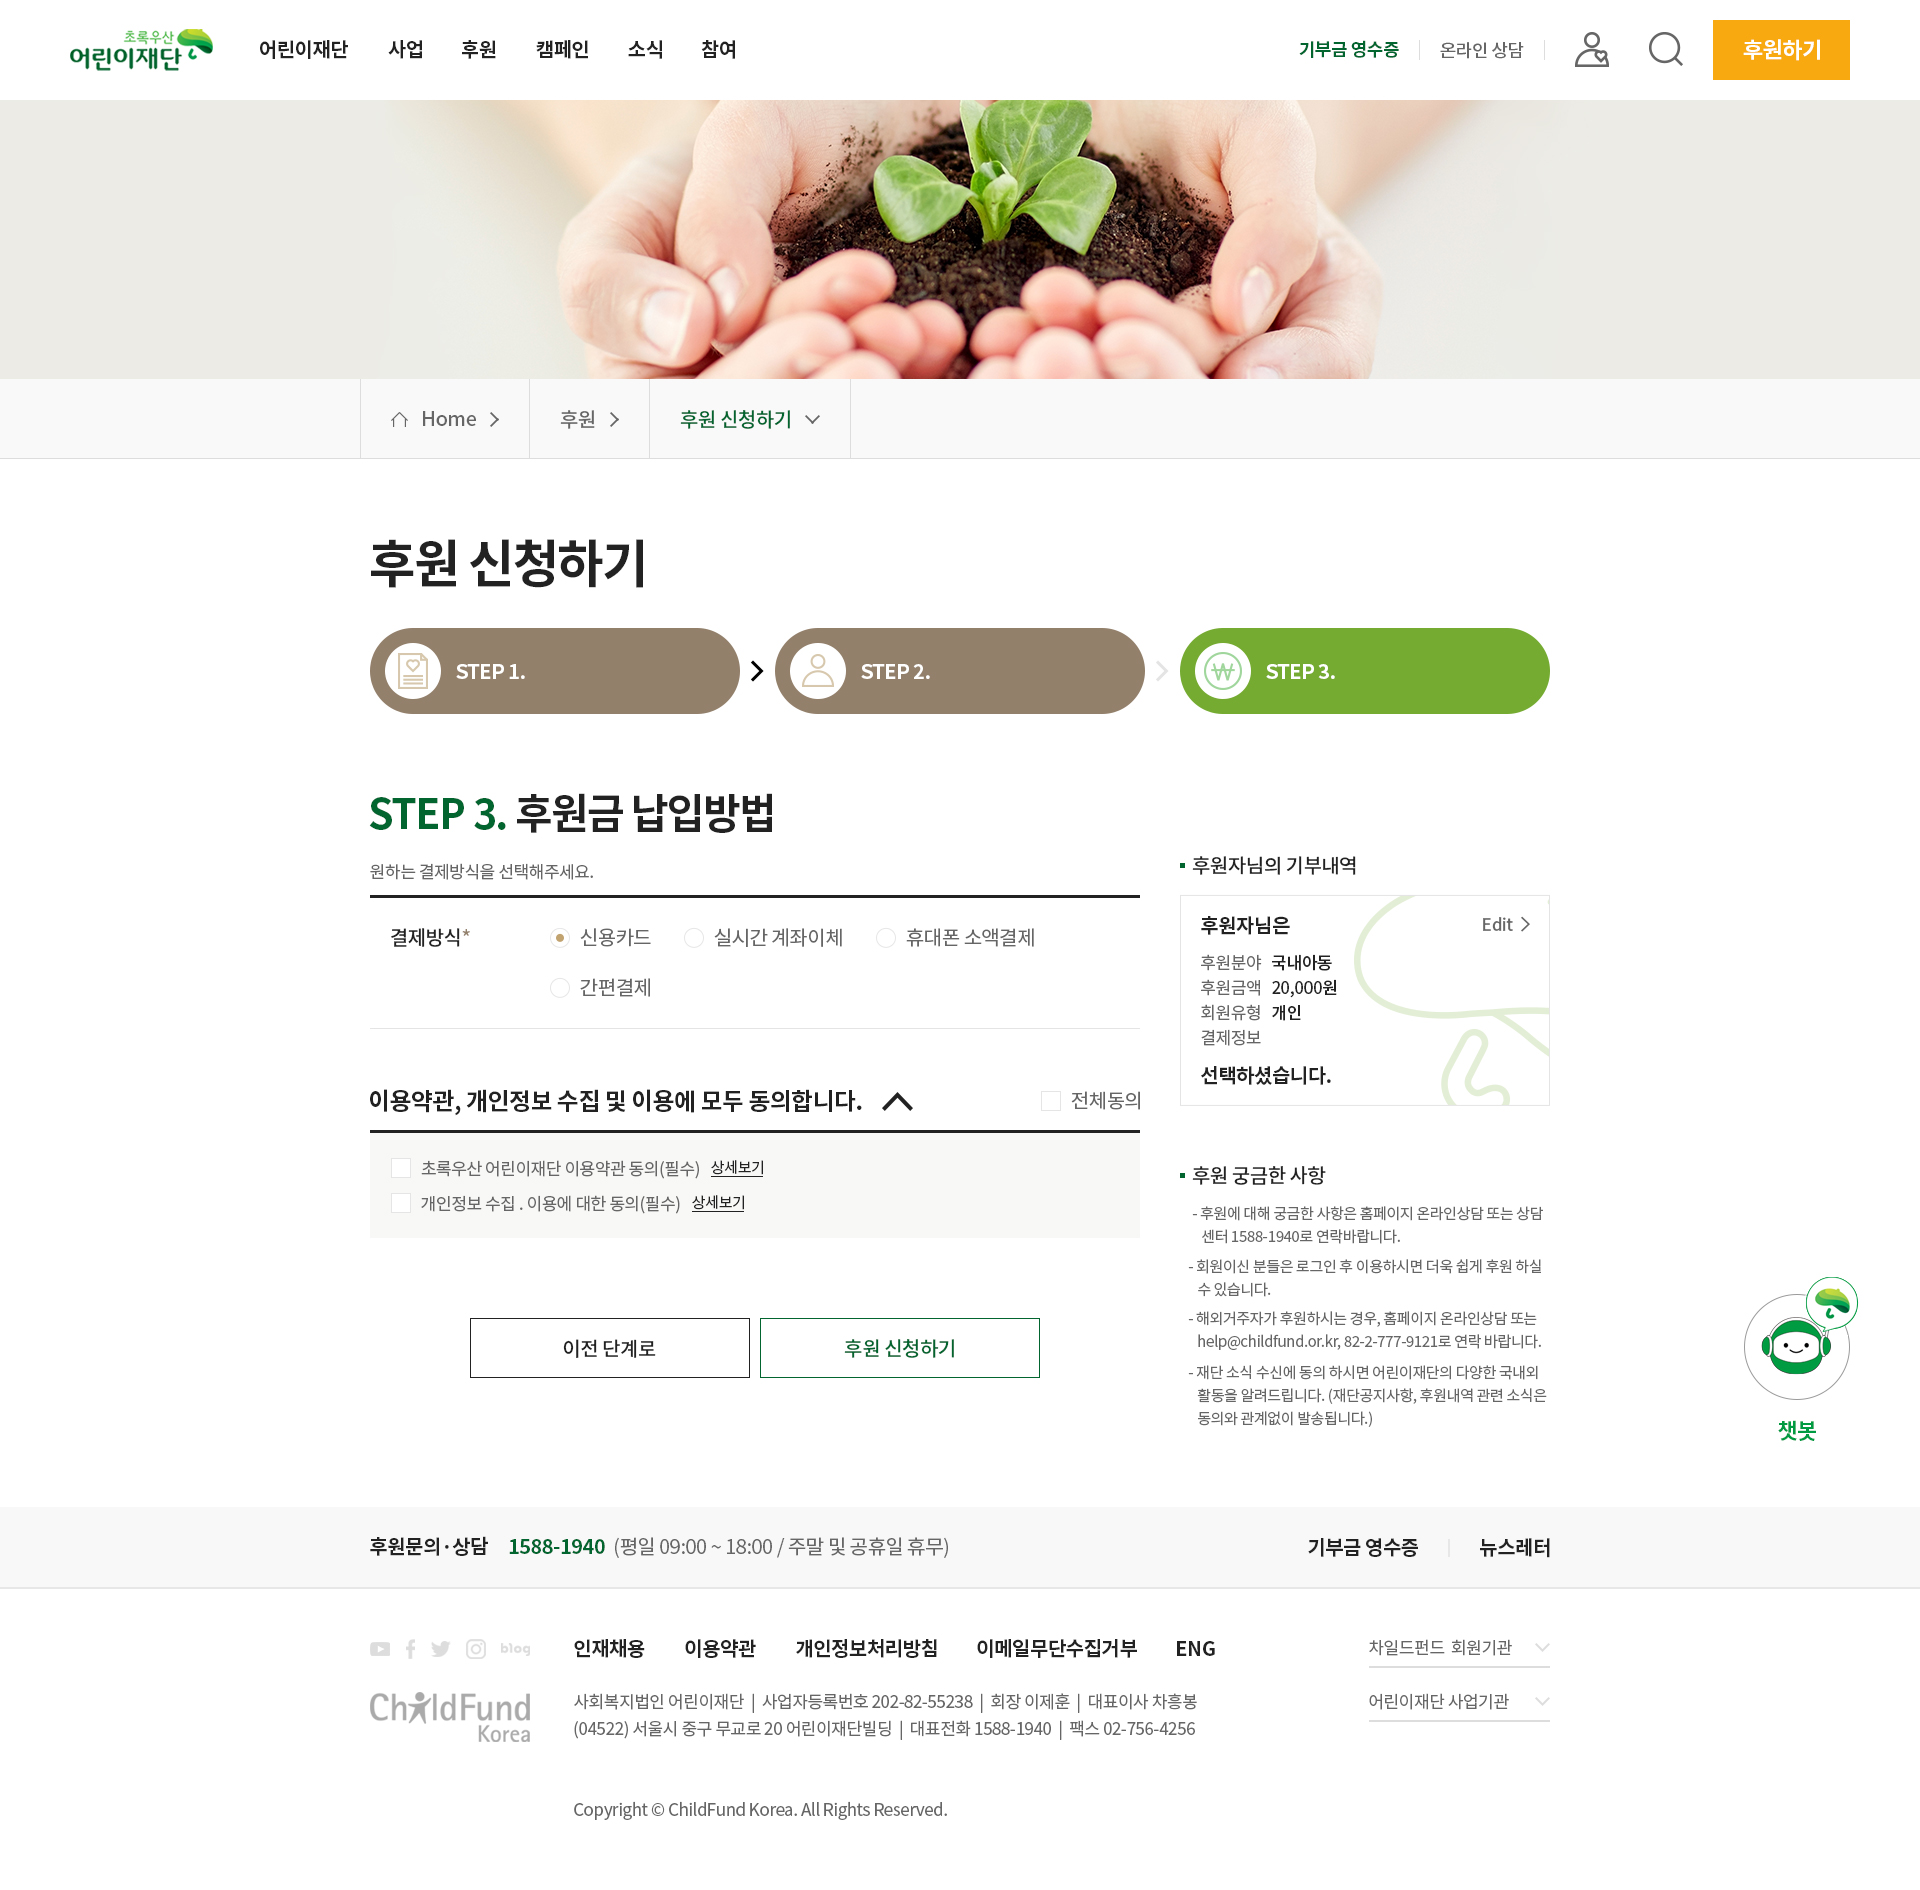 초록우산
어린이재단
어린이재단 사업 후원 캠페인 소식 참여
기부금 영수증 온라인 상담 후원하기
Home 후원 후원 신청하기
후원 신청하기
STEP 1. STEP 2. STEP 3.
STEP 3. 후원금 납입방법
원하는 결제방식을 선택해주세요.
결제방식* 신용카드 실시간 계좌이체 휴대폰 소액결제
간편결제
이용약관, 개인정보 수집 및 이용에 모두 동의합니다. 전체동의
초록우산 어린이재단 이용약관 동의(필수) 상세보기
개인정보 수집 . 이용에 대한 동의(필수) 상세보기
이전 단계로 후원 신청하기
후원자님의 기부내역
후원자님은 Edit
후원분야 국내아동
후원금액 20,000원
회원유형 개인
결제정보
선택하셨습니다.
후원 궁금한 사항
- 후원에 대해 궁금한 사항은 홈페이지 온라인상담 또는 상담
센터 1588-1940로 연락바랍니다.
- 회원이신 분들은 로그인 후 이용하시면 더욱 쉽게 후원 하실
수 있습니다.
- 해외거주자가 후원하시는 경우, 홈페이지 온라인상담 또는
help@childfund.or.kr, 82-2-777-9121로 연락 바랍니다.
- 재단 소식 수신에 동의 하시면 어린이재단의 다양한 국내외
활동을 알려드립니다. (재단공지사항, 후원내역 관련 소식은
동의와 관계없이 발송됩니다.)
챗봇
후원문의·상담 1588-1940 (평일 09:00 ~ 18:00 / 주말 및 공휴일 휴무) 기부금 영수증 뉴스레터
blog 인재채용 이용약관 개인정보처리방침 이메일무단수집거부 ENG 차일드펀드 회원기관
ChildFund
Korea
사회복지법인 어린이재단 | 사업자등록번호 202-82-55238 | 회장 이제훈 | 대표이사 차흥봉 어린이재단 사업기관
(04522) 서울시 중구 무교로 20 어린이재단빌딩 | 대표전화 1588-1940 | 팩스 02-756-4256
Copyright © ChildFund Korea. All Rights Reserved.